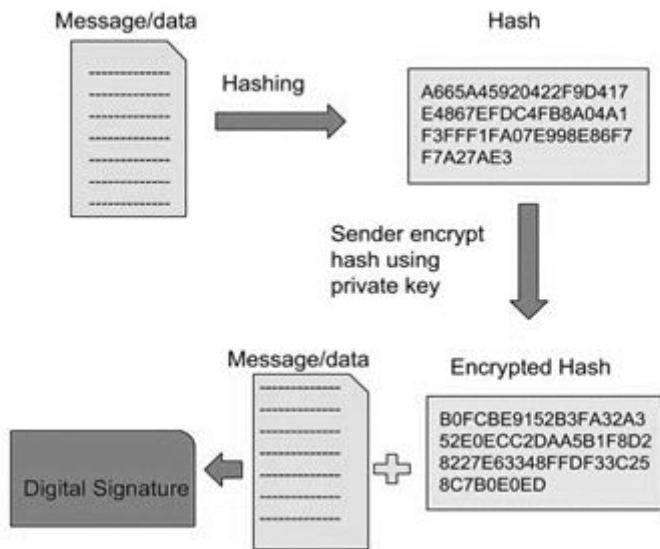 Message/data
Hash
Hashing
A665A45920422F9D417
E4867EFDC4FB8A04A1
F3FFF1FA07E998E86F7
F7A27AE3
Sender encrypt
hash using
private key
Message/data
Encrypted Hash
B0FCBE9152B3FA32A3
52E0ECC2DAA5B1F8D2
8227E63348FFDF33C25
8C7B0E0ED
Digital Signature